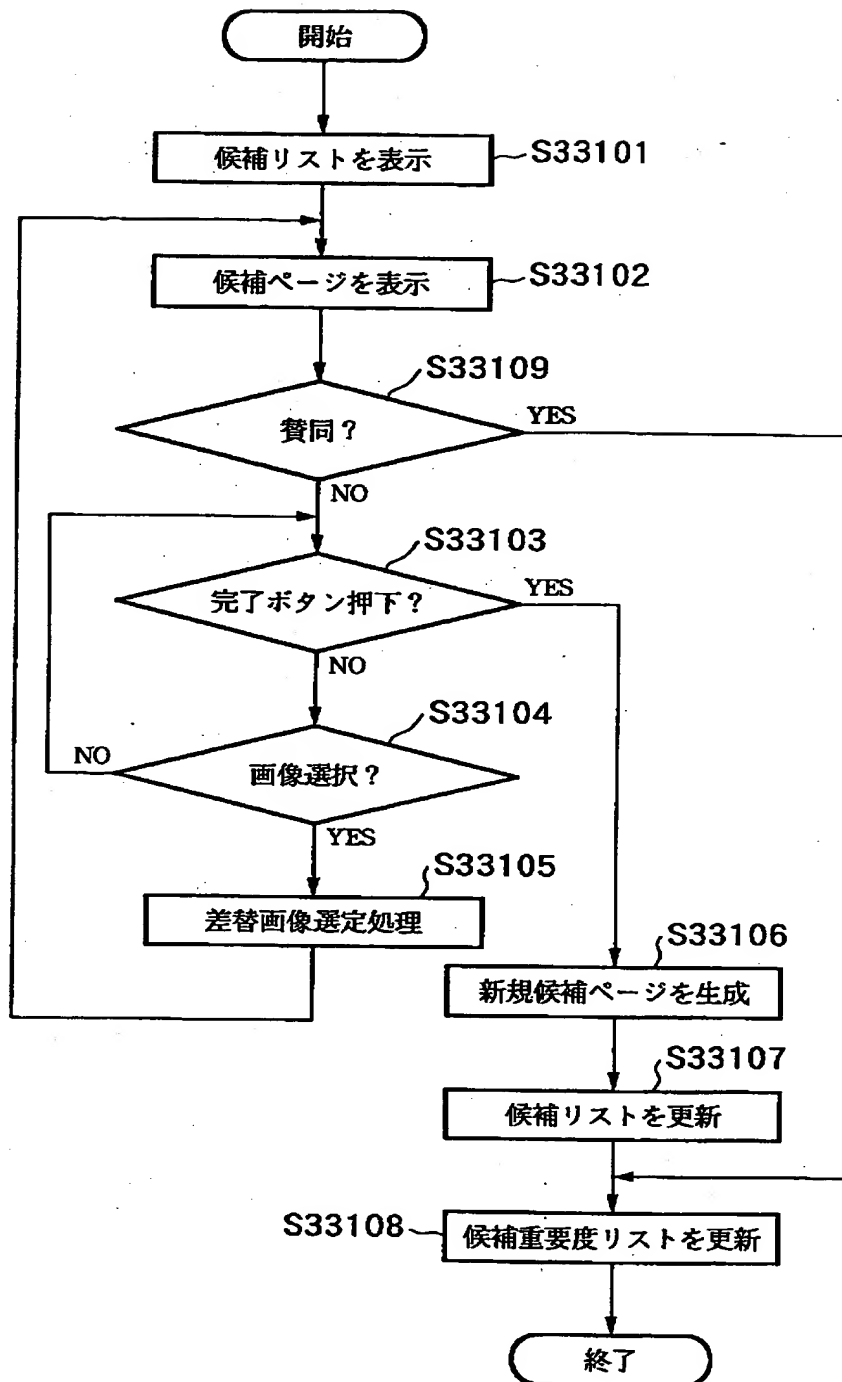 開始
候補リストを表示
S33101
候補ページを表示
S33102
S33109
賛同？
YES
NO
S33103
完了ボタン押下？
YES
NO
S33104
画像選択？
NO
YES
S33105
差替画像選定処理
S33106
新規候補ページを生成
S33107
候補リストを更新
S33108
候補重要度リストを更新
終了